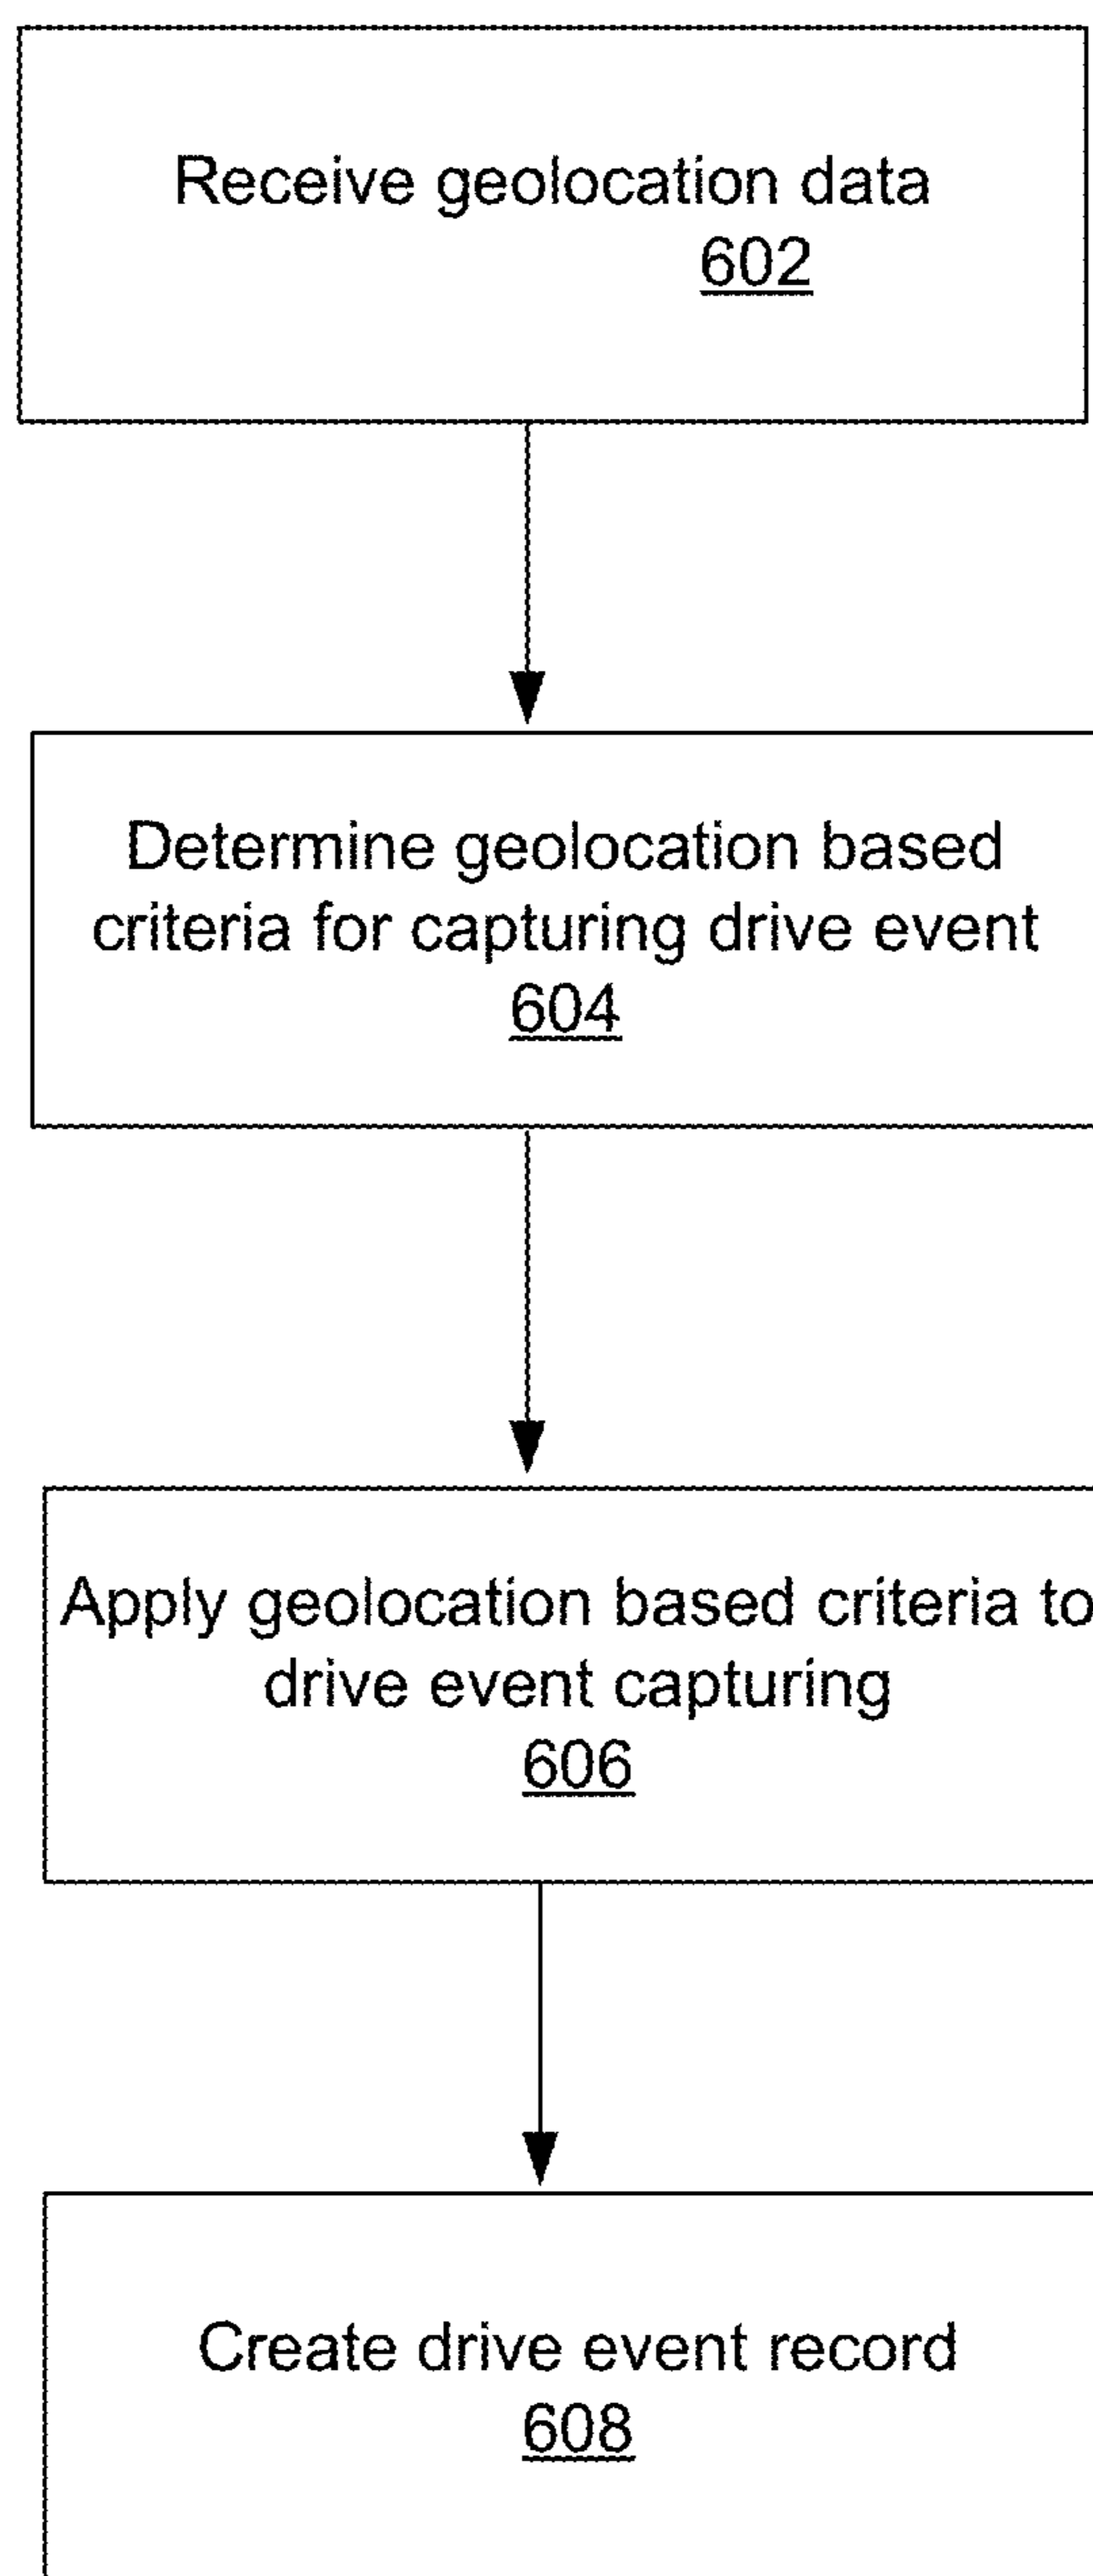 Receive geolocation data
602
Determine geolocation based
criteria for capturing drive event
604
Apply geolocation based criteria to
drive event capturing
606
Create drive event record
608